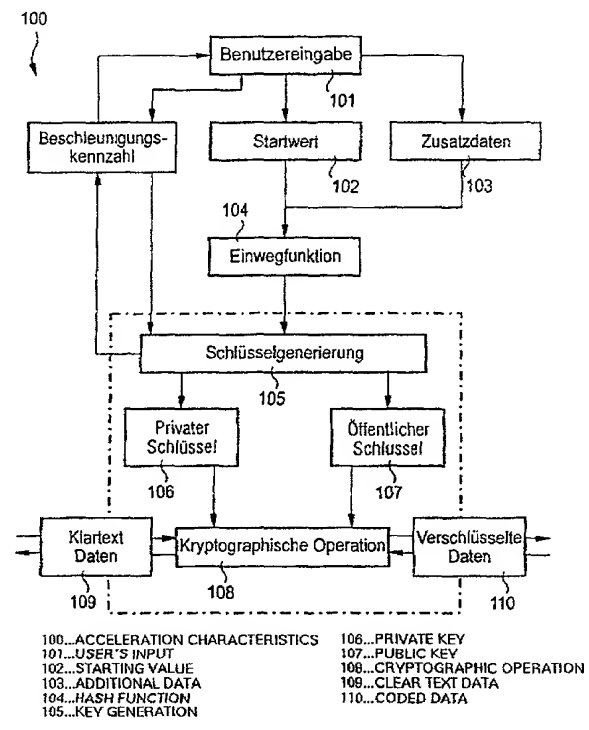 100
Benutzereingabe
101
Beschleunigungs-
kennzahl
Startwert
102
Zusatzdaten
103
104
Einwegfunktion
Schlüsselgenerierung
105
Privater
Schlüssel
106
Öffentlicher
Schlussel
107
Klartext
Daten
109
Kryptographische Operation
108
Verschlüsselte
Daten
110
100...ACCELERATION CHARACTERISTICS
101...USER'S INPUT
102...STARTING VALUE
103...ADDITIONAL DATA
104...HASH FUNCTION
105...KEY GENERATION
106...PRIVATE KEY
107...PUBLIC KEY
108...CRYPTOGRAPHIC OPERATION
109...CLEAR TEXT DATA
110...CODED DATA